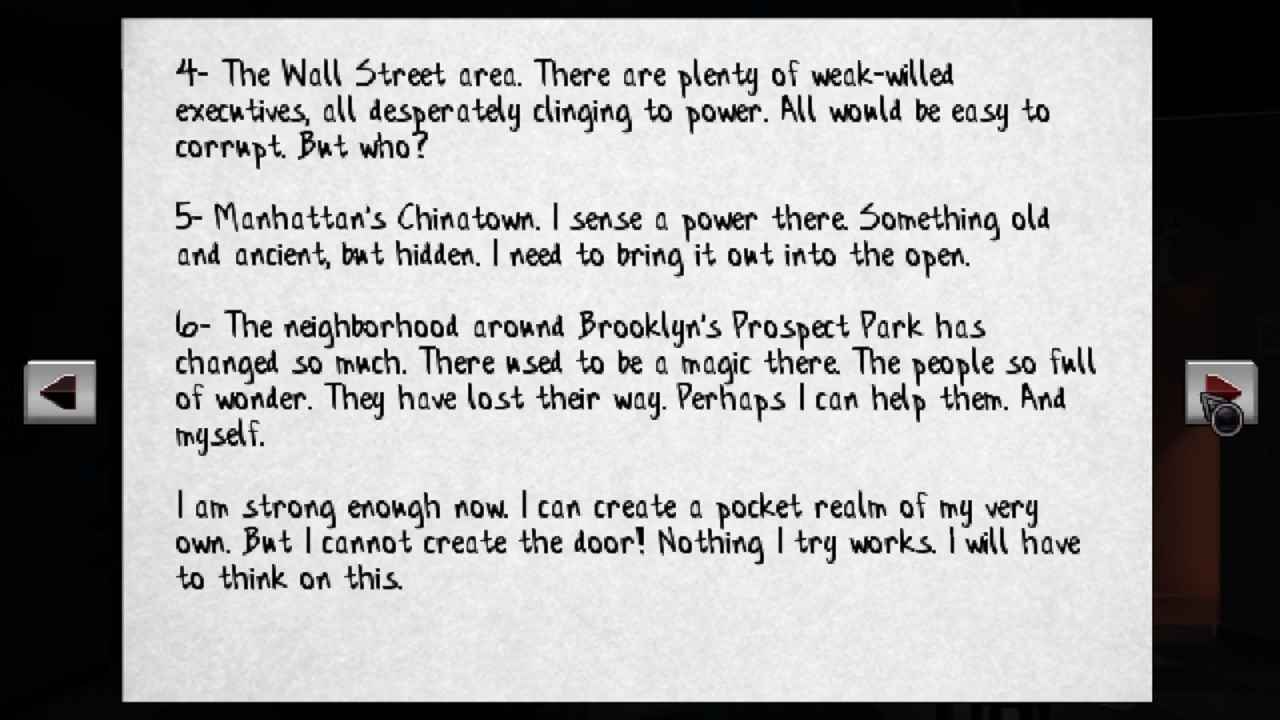 4- The Wall Street area. There are plenty of weak-willed
executives, all desperately clinging to power. All would be easy to
corrupt. But who?
5- Manhattan's Chinatown. I sense a power there. Something old
and ancient, but hidden. I need to bring it out into the open.
6- The neighborhood around Brooklyn's Prospect Park has
changed so much. There used to be a magic there. The people so full
of wonder. They have lost their way. Perhaps I can help them. And
myself.
I am strong enough now. I can create a pocket realm of my very
own. But I cannot create the door! Nothing I try works. I will have
to think on this.